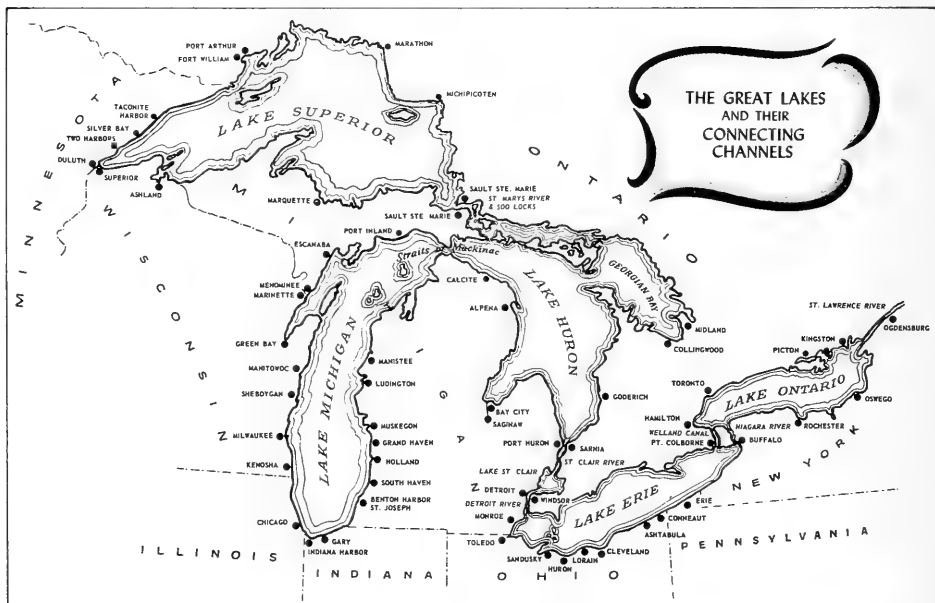 THE GREAT LAKES
AND THEIR
CONNECTING
CHANNELS
PORT ARTHUR
FORT WILLIAM
MARATHON
MICHIPICOTEN
TACONITE
HARBOR
SILVER BAY
TWO HARBORS
DULUTH
SUPERIOR
ASHLAND
LAKE SUPERIOR
MINNESOTA
WISCONSIN
MICHIGAN
ONTARIO
MARQUETTE
SAULT STE. MARIE
ST MARYS RIVER
& SOO LOCKS
SAULT STE MARIE
PORT INLAND
ESCANABA
Straits of Mackinac
MENOMINEE
MARINETTE
GREEN BAY
MANITOWOC
SHEBOYGAN
MILWAUKEE
KENOSHA
CHICAGO
GARY
INDIANA HARBOR
LAKE MICHIGAN
MANISTEE
LUDINGTON
MUSKEGON
GRAND HAVEN
HOLLAND
SOUTH HAVEN
BENTON HARBOR
ST. JOSEPH
CALCITE
ALPENA
LAKE HURON
GEORGIAN BAY
MIDLAND
COLLINGWOOD
BAY CITY
SAGINAW
GODERICH
PORT HURON
SARNIA
ST CLAIR RIVER
LAKE ST CLAIR
DETROIT
WINDSOR
DETROIT RIVER
MONROE
TOLEDO
LAKE ERIE
SANDUSKY
HURON
LORAIN
CLEVELAND
ASHTABULA
CONNEAUT
ERIE
BUFFALO
NIAGARA RIVER
WELLAND CANAL
PT. COLBORNE
HAMILTON
TORONTO
LAKE ONTARIO
ROCHESTER
OSWEGO
PICTON
KINGSTON
ST. LAWRENCE RIVER
OGDENSBURG
NEW YORK
PENNSYLVANIA
ILLINOIS
INDIANA
OHIO